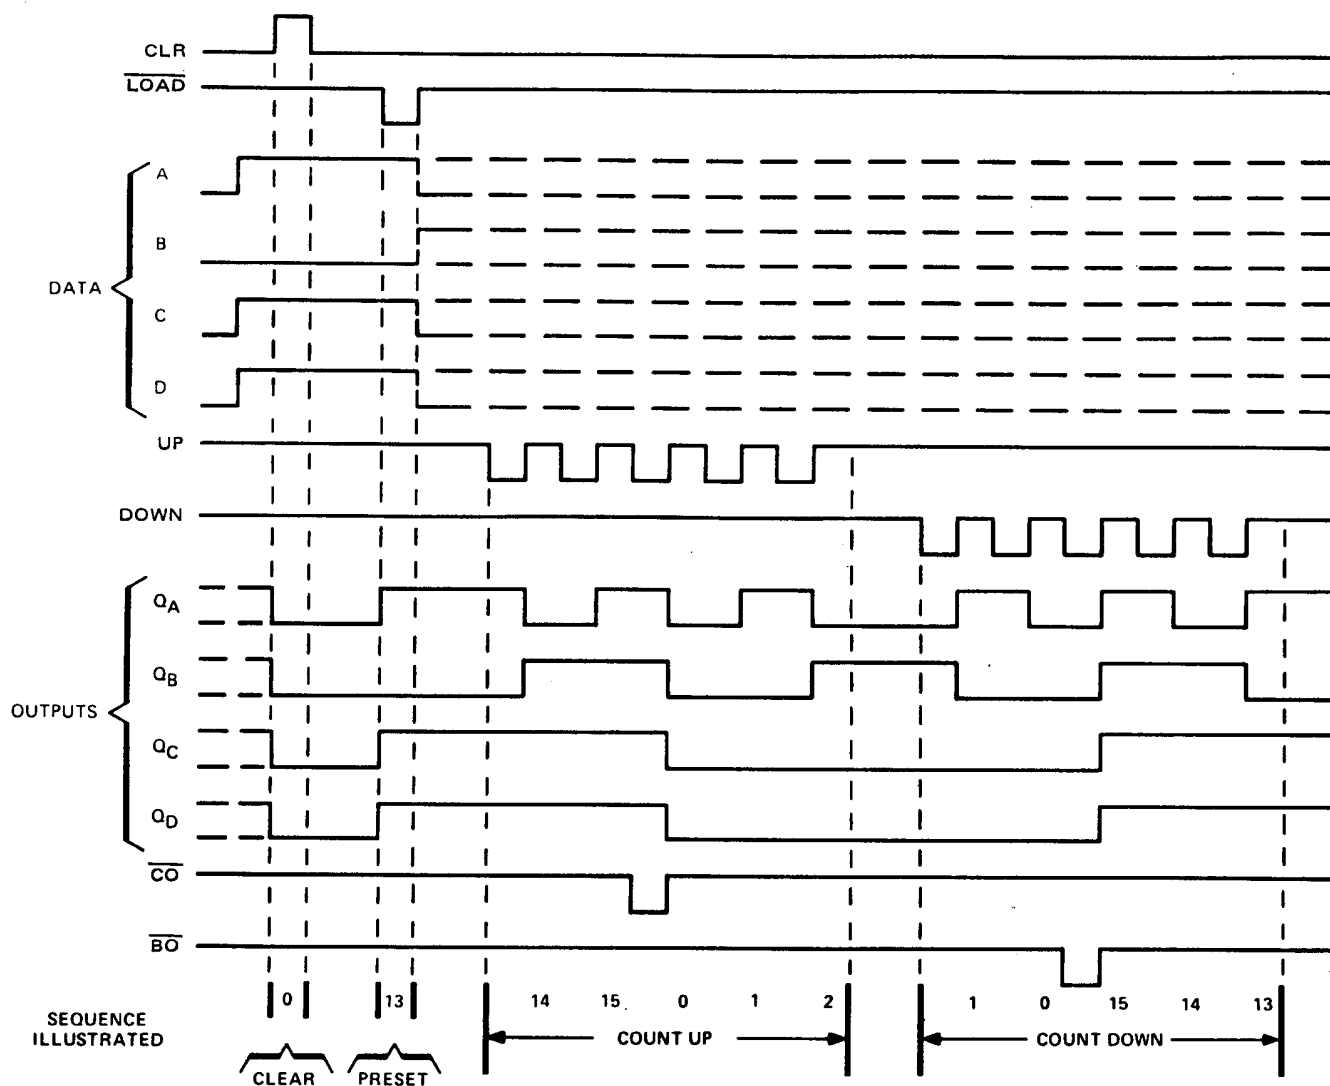 CLR
LOAD
A
B
DATA
C
D
UP
DOWN
QA
QB
OUTPUTS
QC
QD
CO
BO
0 13 14 15 0 1 2 1 0 15 14 13
SEQUENCE
ILLUSTRATED
COUNT UP COUNT DOWN
CLEAR PRESET